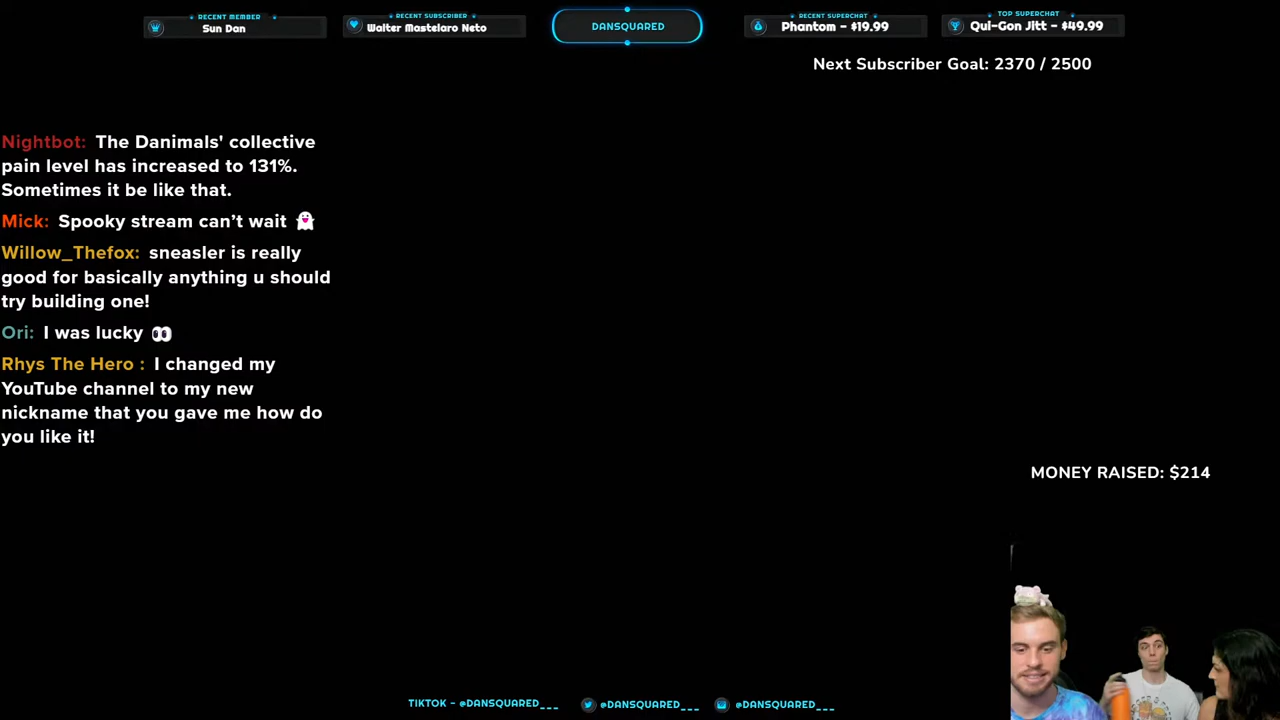 RECENT MEMBER
Sun Dan
RECENT SUBSCRIBER
Walter Mastelaro Neto
DANSQUARED
RECENT SUPERCHAT
Phantom - $19.99
TOP SUPERCHAT
Qui-Gon Jitt - $49.99
Next Subscriber Goal: 2370 / 2500
Nightbot: The Danimals' collective
pain level has increased to 131%.
Sometimes it be like that.
Mick: Spooky stream can’t wait 👻
Willow_Thefox: sneasler is really
good for basically anything u should
try building one!
Ori: I was lucky 👀
Rhys The Hero : I changed my
YouTube channel to my new
nickname that you gave me how do
you like it!
MONEY RAISED: $214
TIKTOK - @DANSQUARED___
@DANSQUARED___
@DANSQUARED___